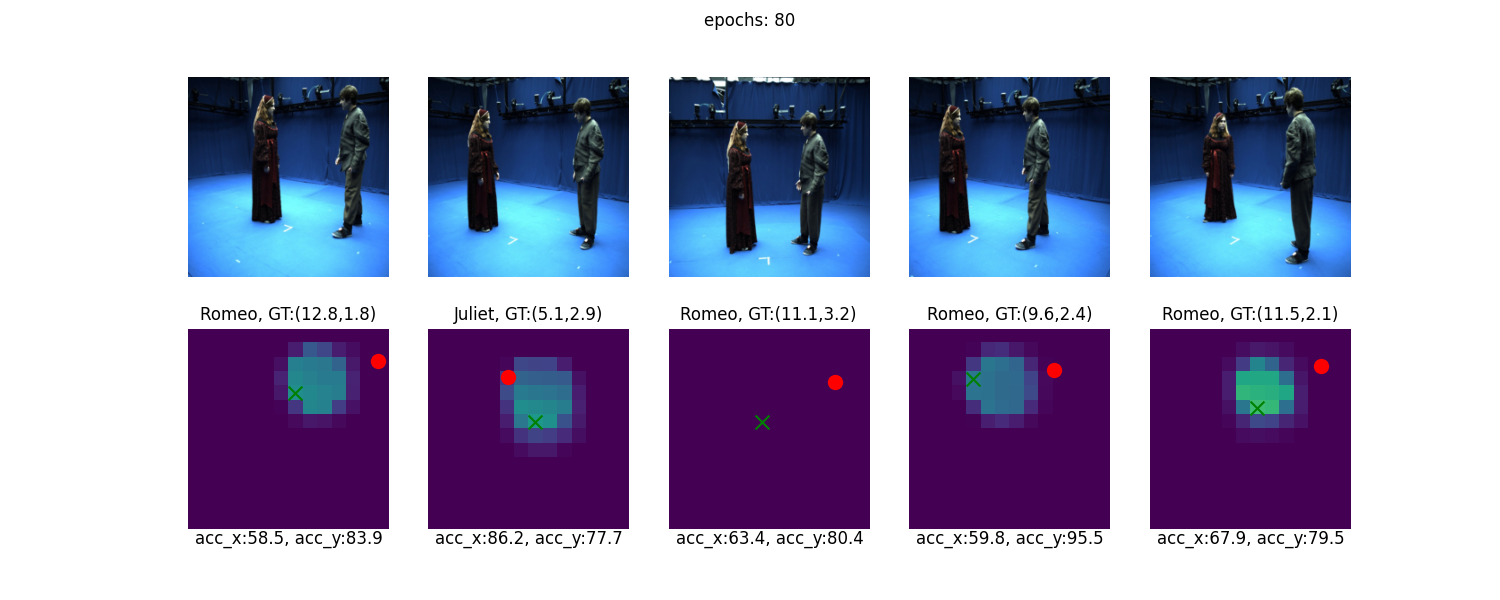 epochs: 80
Romeo, GT:(12.8,1.8)
Juliet, GT:(5.1,2.9)
Romeo, GT:(11.1,3.2)
Romeo, GT:(9.6,2.4)
Romeo, GT:(11.5,2.1)
acc_x:58.5, acc_y:83.9
acc_x:86.2, acc_y:77.7
acc_x:63.4, acc_y:80.4
acc_x:59.8, acc_y:95.5
acc_x:67.9, acc_y:79.5